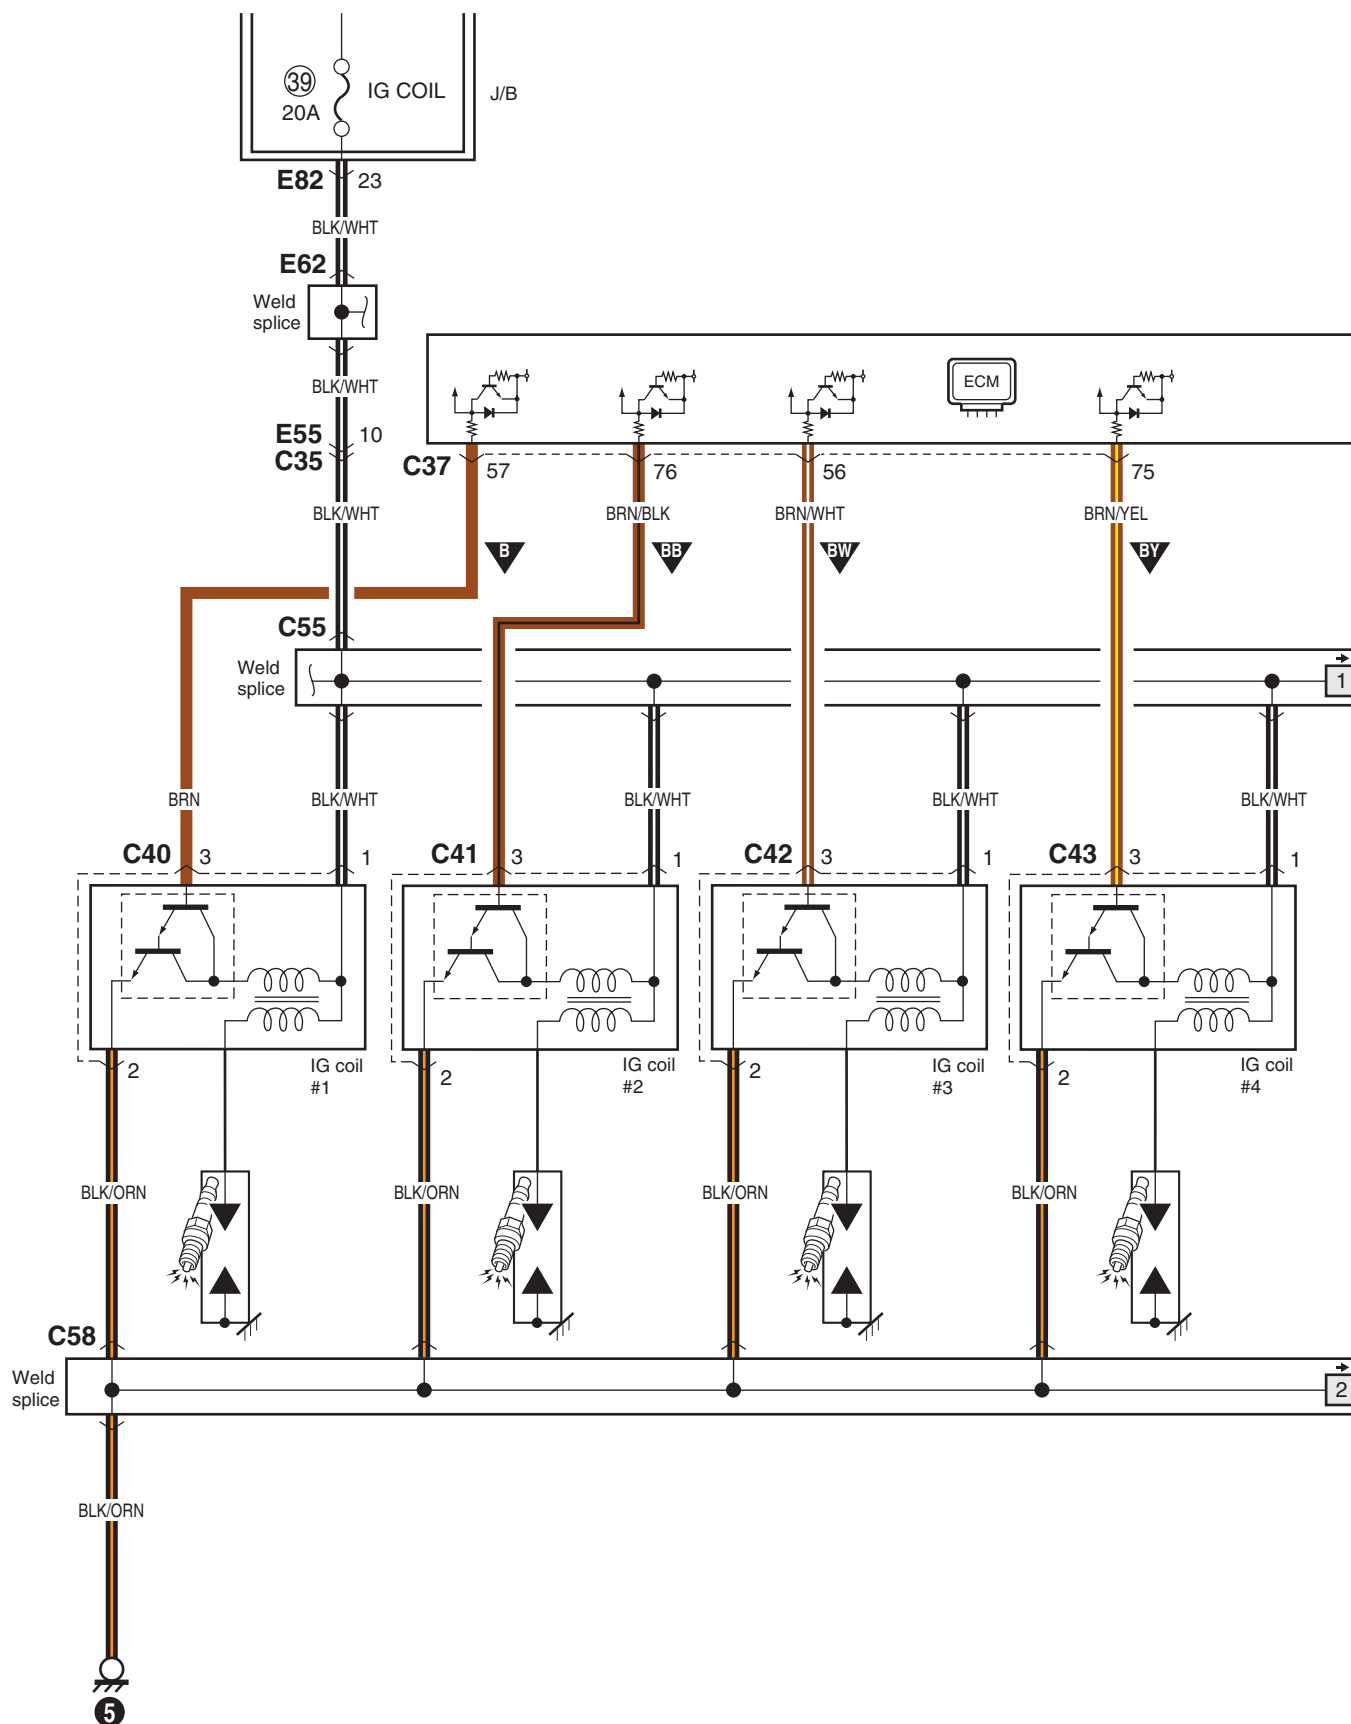 39
20A
IG COIL
J/B
E82 23
BLK/WHT
E62
Weld
splice
BLK/WHT
ECM
E55 10
C35
C37 57 76 56 75
BLK/WHT BRN/BLK BRN/WHT BRN/YEL
B BB BW BY
C55
Weld
splice
1
BRN BLK/WHT BLK/WHT BLK/WHT BLK/WHT
C40 3 1 C41 3 1 C42 3 1 C43 3 1
2 IG coil
#1
2 IG coil
#2
2 IG coil
#3
2 IG coil
#4
BLK/ORN BLK/ORN BLK/ORN BLK/ORN
C58
Weld
splice
2
BLK/ORN
5